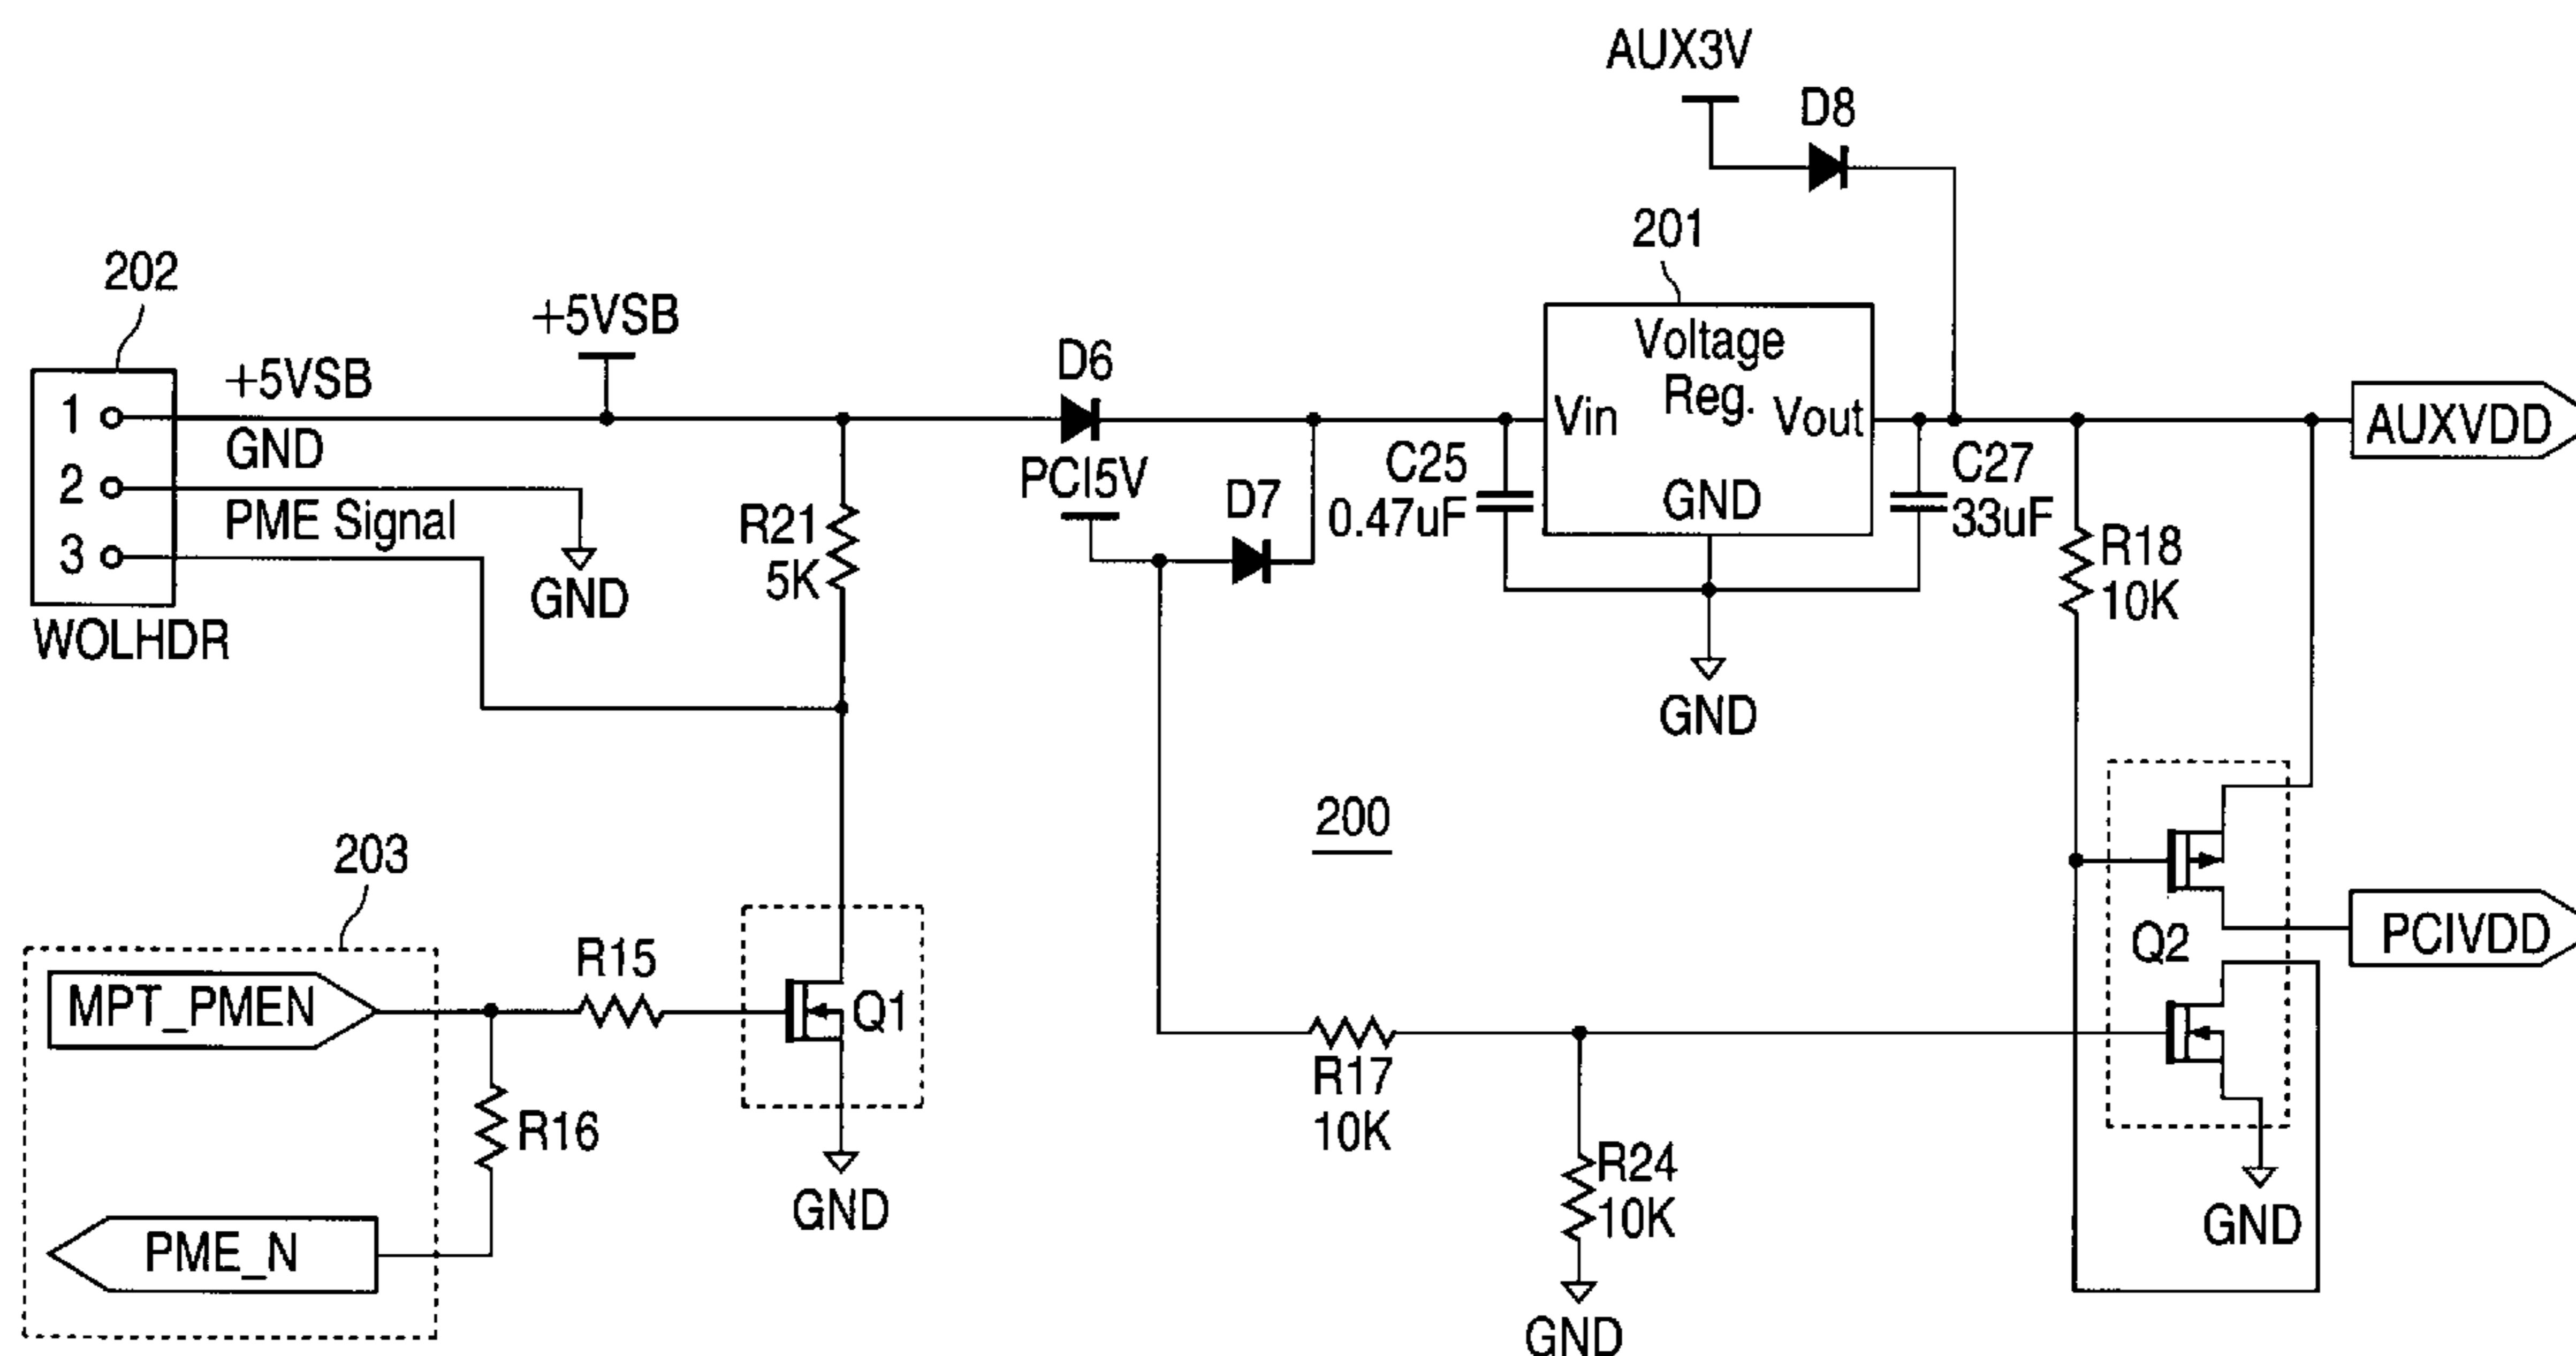 AUX3V
D8
201
202
+5VSB
+5VSB
D6
Voltage
Reg.
Vin
Vout
AUXVDD
1
GND
PCI5V
C25
0.47uF
C27
33uF
2
D7
GND
PME Signal
R21
5K
R18
10K
3
GND
WOLHDR
GND
200
203
Q2
PCIVDD
R15
MPT_PMEN
Q1
R17
10K
R16
R24
10K
GND
GND
PME_N
GND